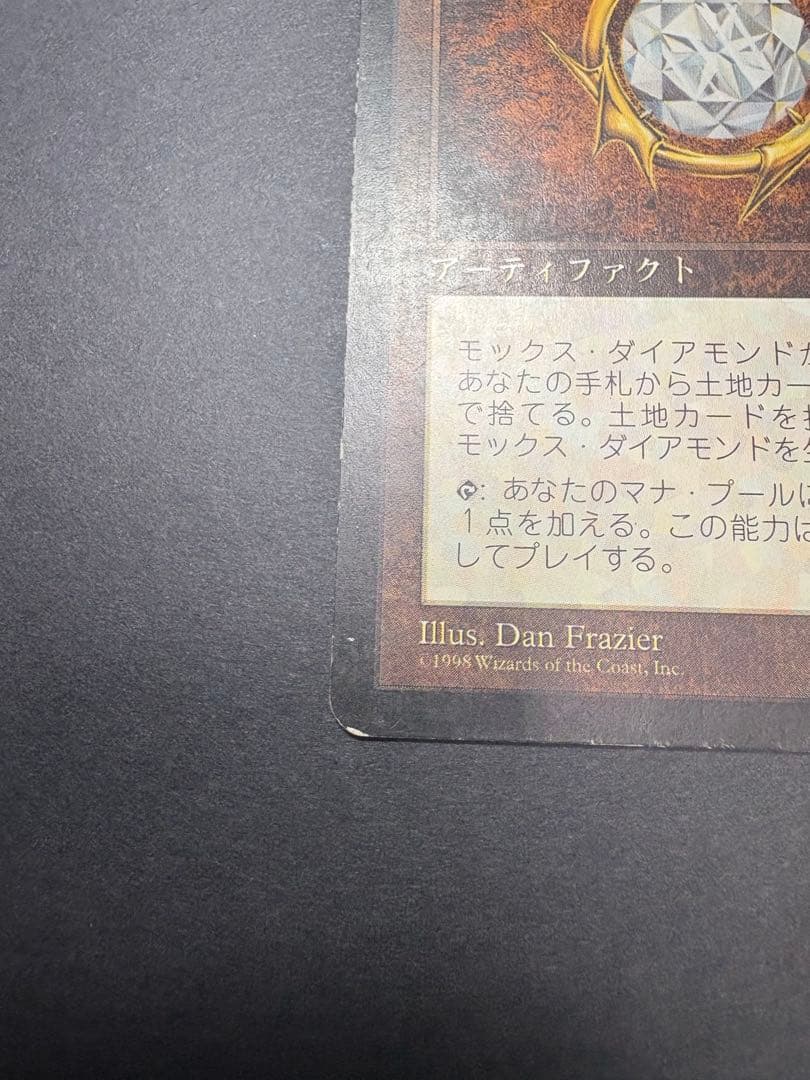 アーティファクト
モックス・ダイアモンドが
あなたの手札から土地カー
で捨てる。土地カードを
モックス・ダイアモンドを
: あなたのマナ・プールに
1点を加える。この能力は
してプレイする。
Illus. Dan Frazier
©1998 Wizards of the Coast, Inc.